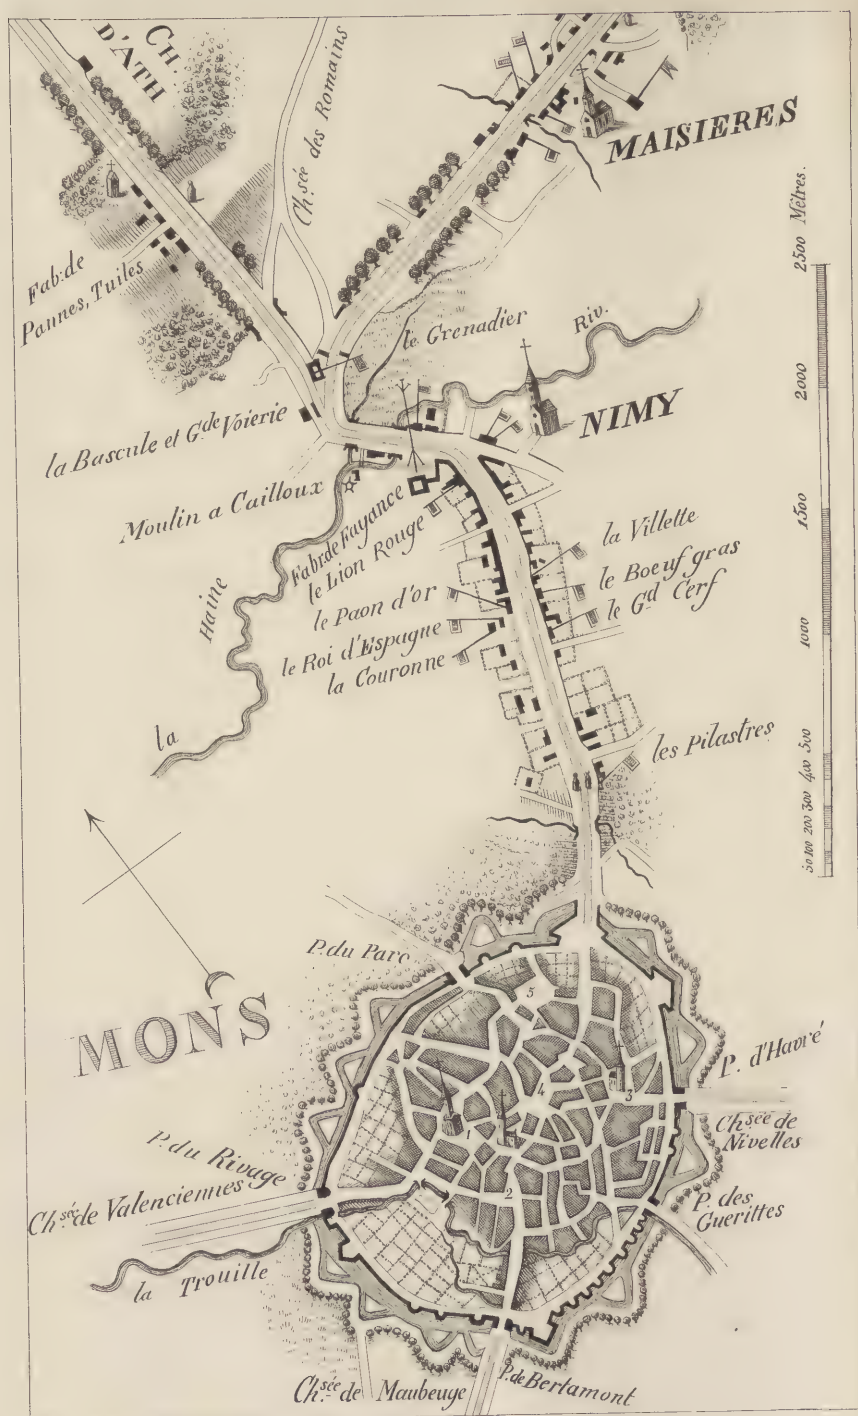 CH.
D'ATH
Ch.sée des Romains
MAISIERES
Fab: de
Pannes, Tuiles
le Grenadier
Riv.
NIMY
la Bascule et G.de Voierie
Moulin a Cailloux
Fabr: de Fayance
le Lion Rouge
le Paon d'or
le Roi d'Espagne
la Couronne
la Villette
le Boeuf gras
le G.d Cerf
la Haine
les Pilastres
2500 Mêtres.
2000
1500
1000
500
400
300
200
100
50
MONS
P. du Parc
5
4
3
1
2
P. d'Havré
Ch.sée de
Nivelles
P. du Rivage
Ch.sée de Valenciennes
P. des
Guerittes
la Trouille
Ch.sée de Maubeuge
P. de Bertamont